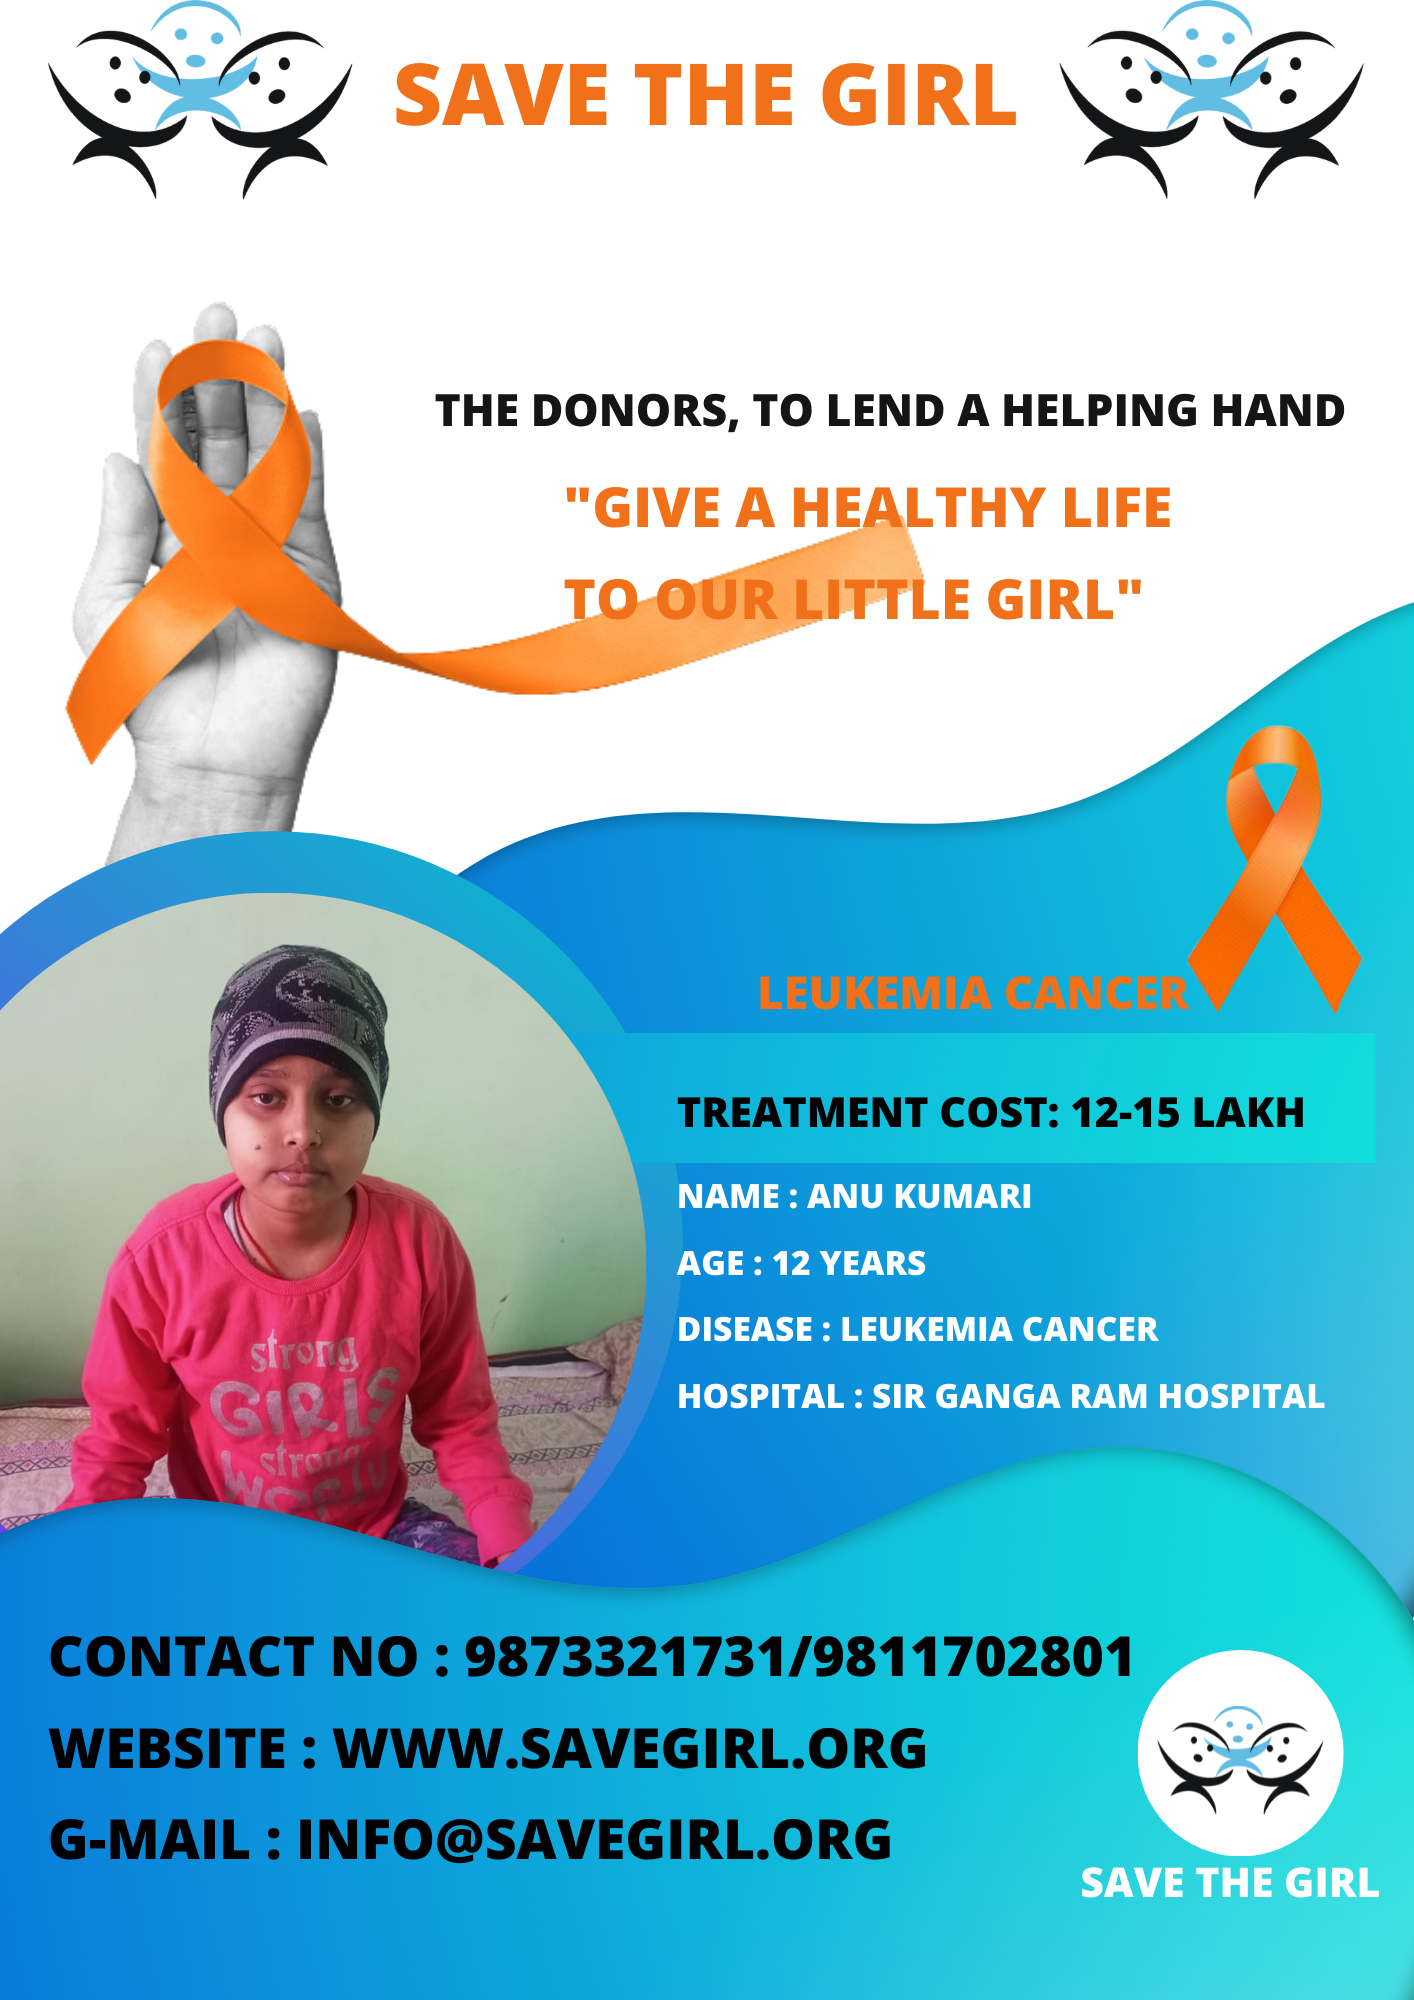 SAVE THE GIRL
THE DONORS, TO LEND A HELPING HAND
"GIVE A HEALTHY LIFE
TO OUR LITTLE GIRL"
LEUKEMIA CANCER
TREATMENT COST: 12-15 LAKH
NAME : ANU KUMARI
AGE : 12 YEARS
DISEASE : LEUKEMIA CANCER
HOSPITAL : SIR GANGA RAM HOSPITAL
strong
GIRLS
strong
WORLD
CONTACT NO : 9873321731/9811702801
WEBSITE : WWW.SAVEGIRL.ORG
G-MAIL : INFO@SAVEGIRL.ORG
SAVE THE GIRL